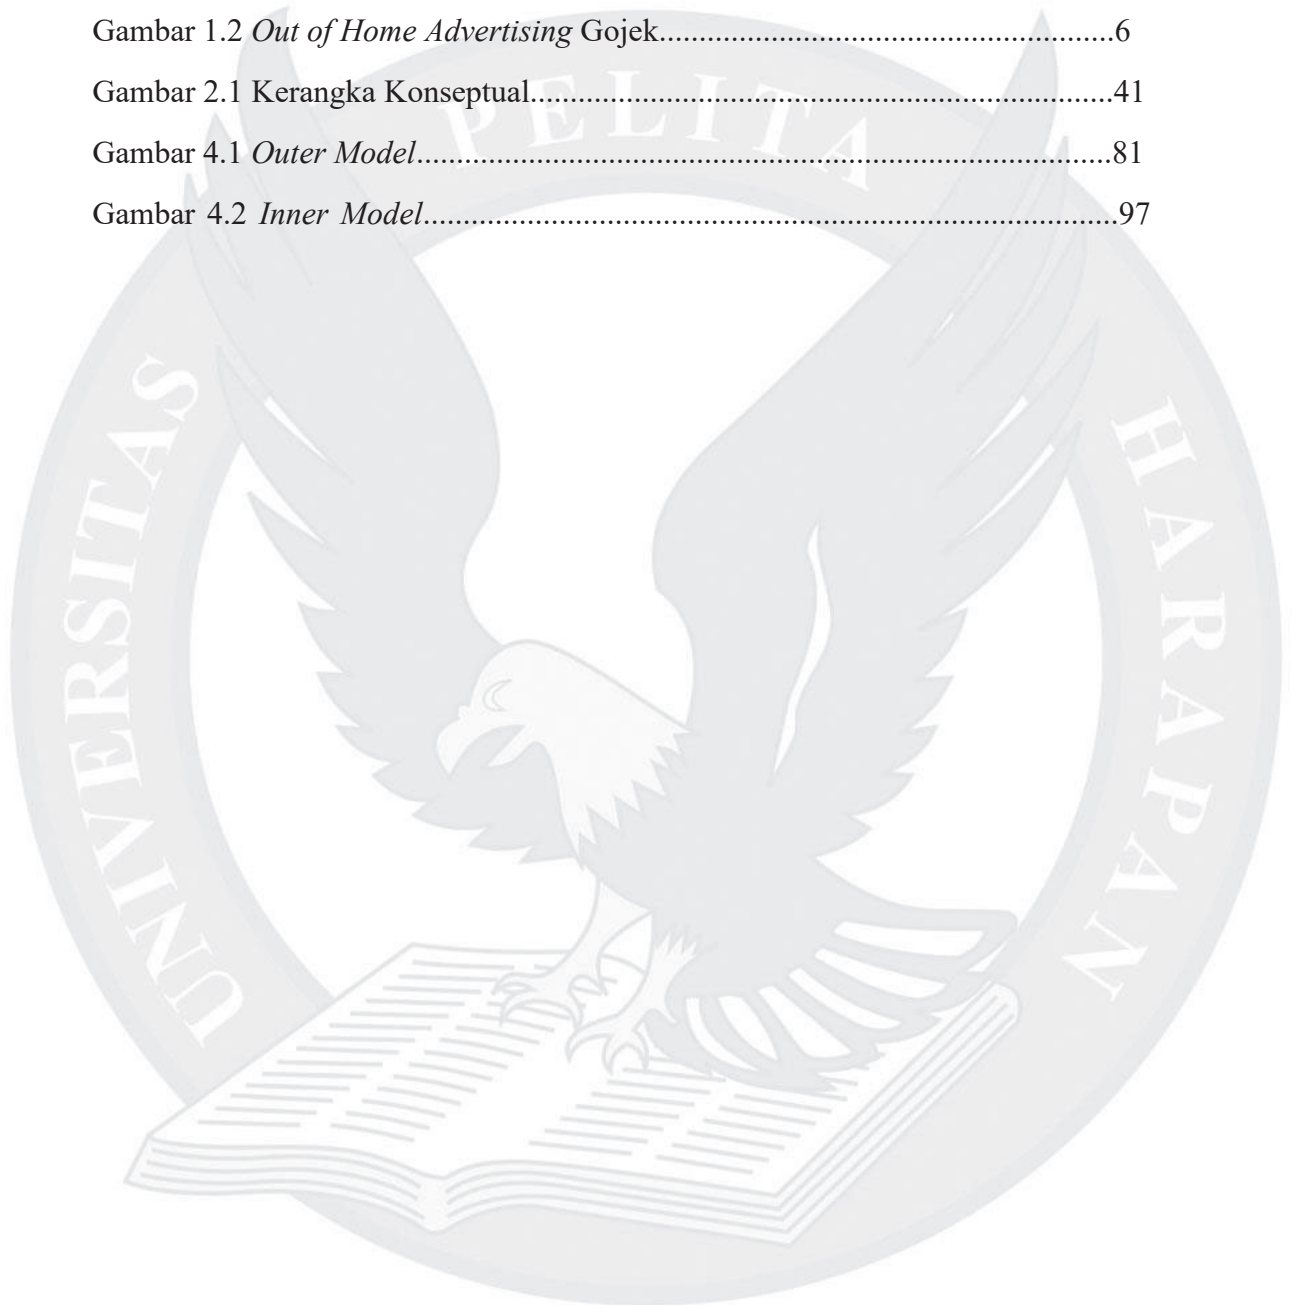 Gambar 1.2 Out of Home Advertising Gojek.........................................................6
Gambar 2.1 Kerangka Konseptual.........................................................................41
Gambar 4.1 Outer Model.......................................................................................81
Gambar 4.2 Inner Model.......................................................................................97
UNIVERSITAS PELITA HARAPAN